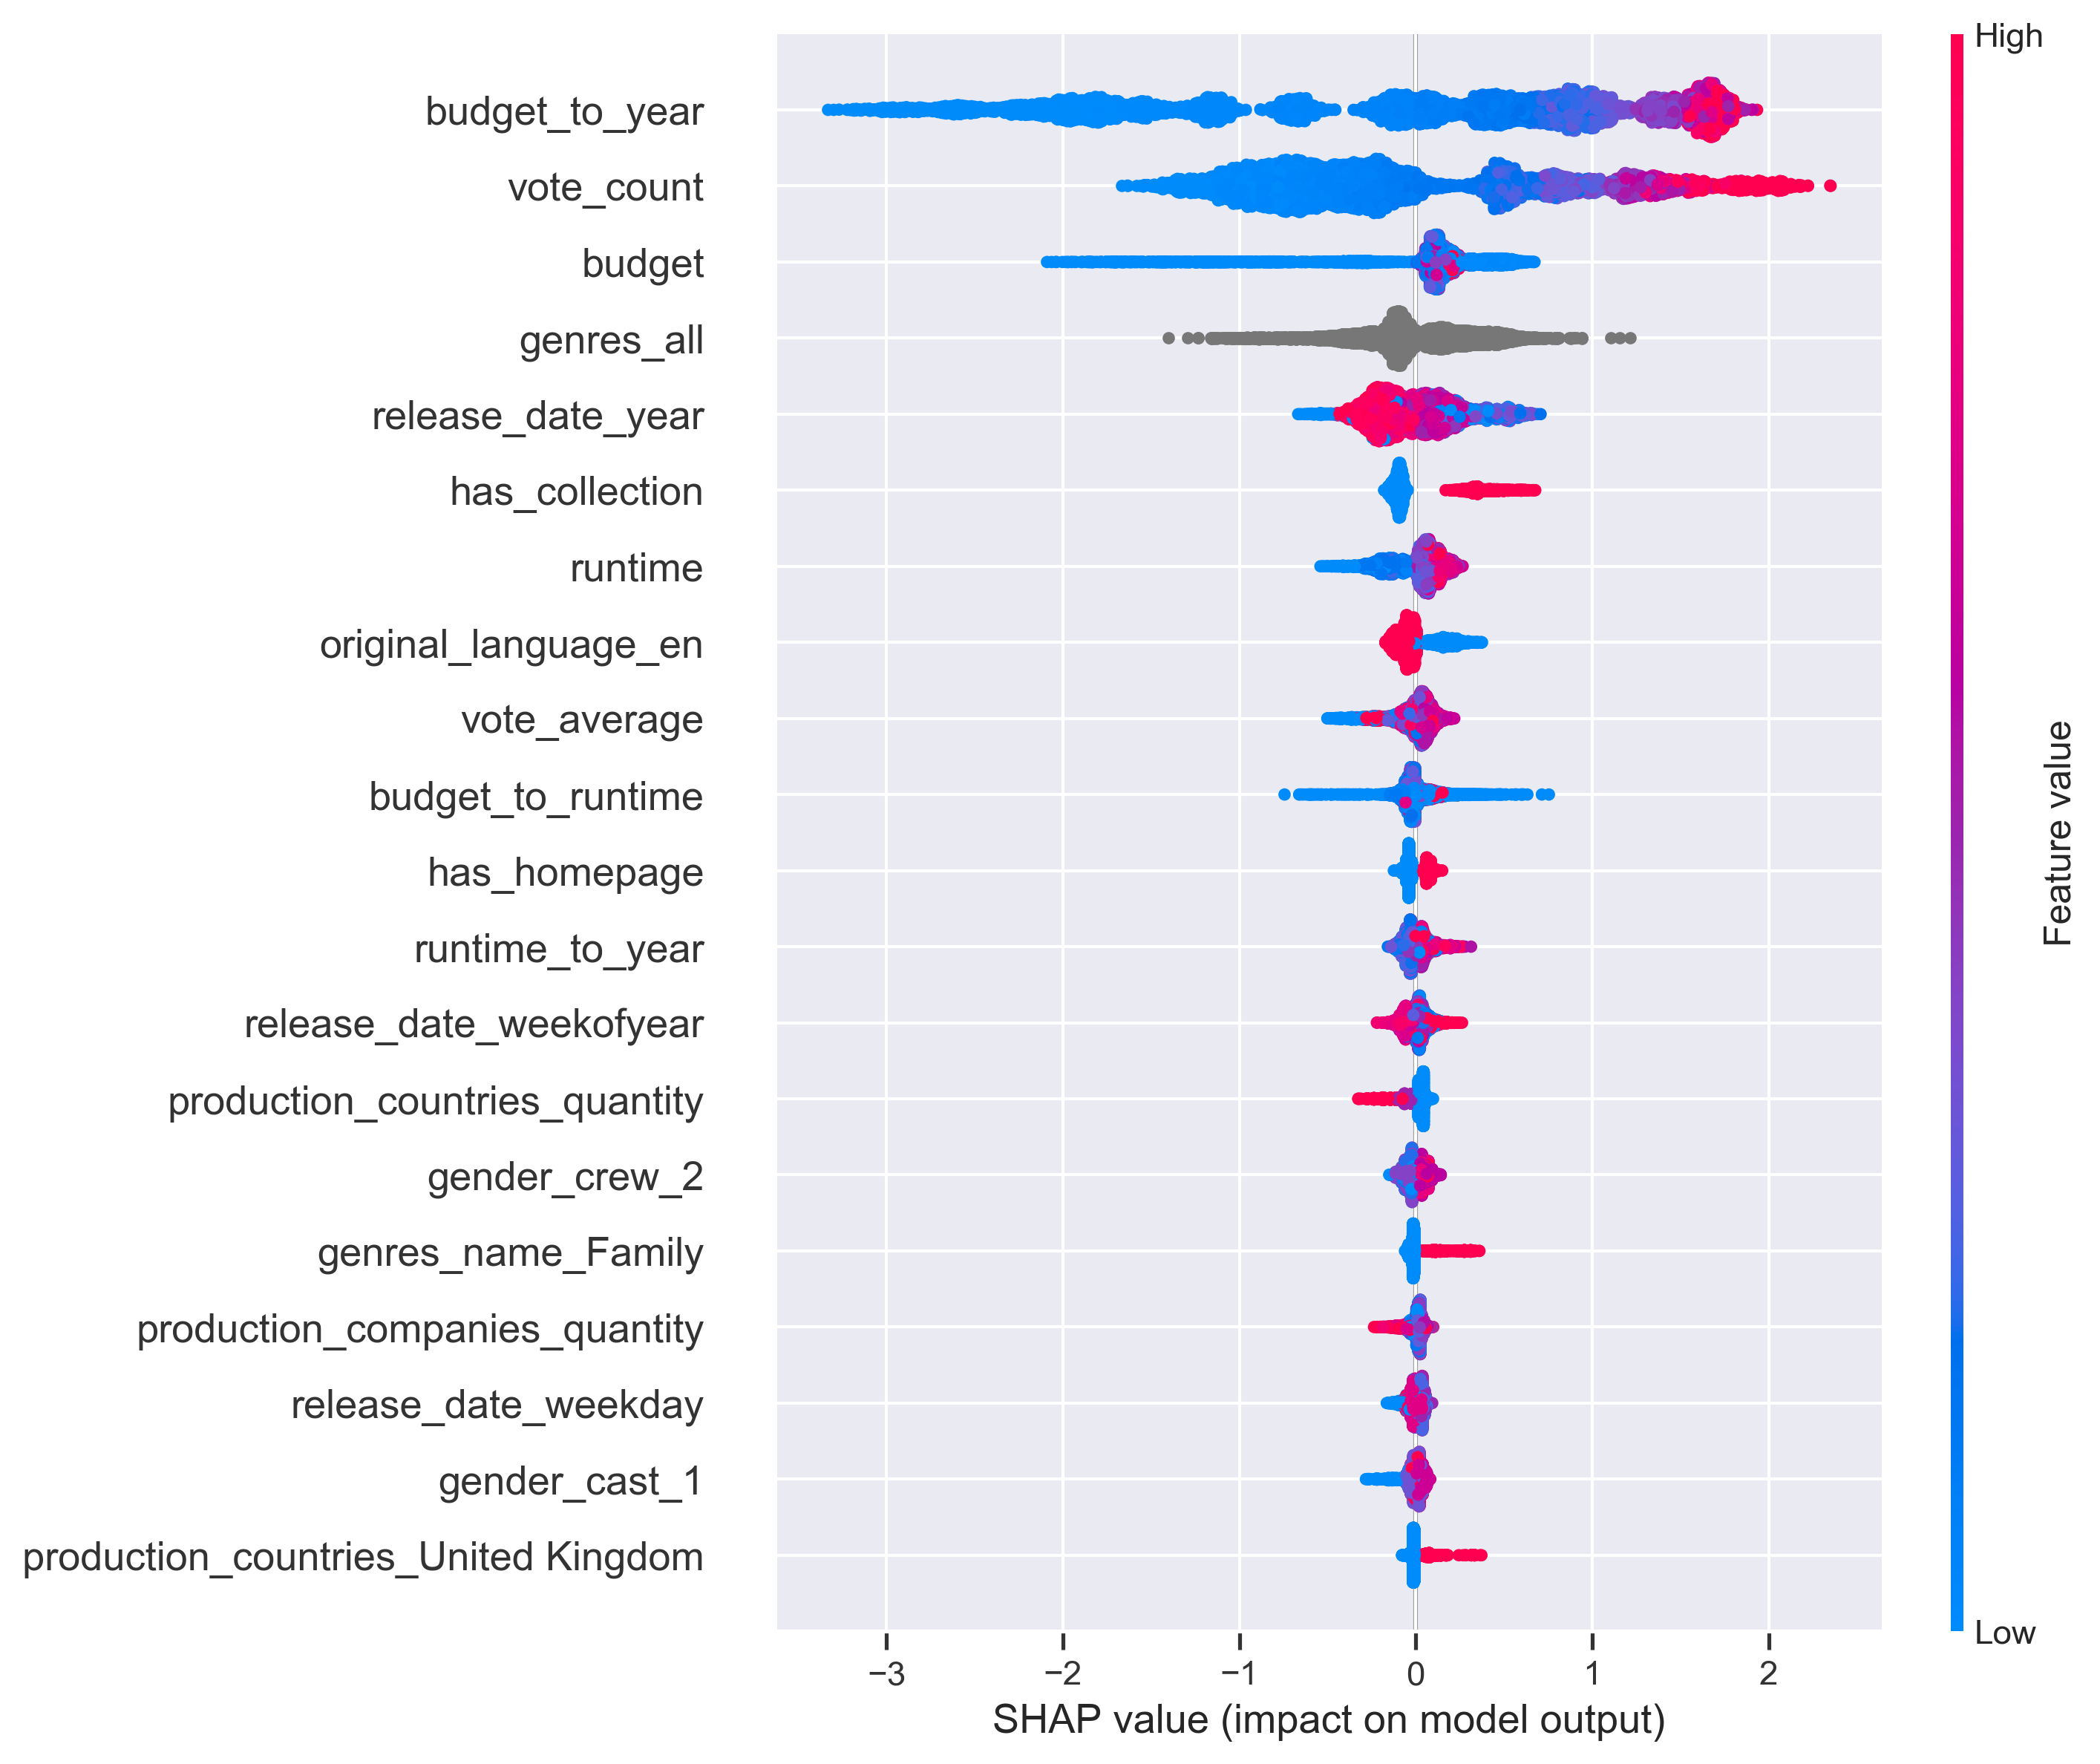 High
budget_to_year
vote_count
budget
genres_all
release_date_year
has_collection
runtime
original_language_en
vote_average
budget_to_runtime
has_homepage
runtime_to_year
release_date_weekofyear
production_countries_quantity
gender_crew_2
genres_name_Family
production_companies_quantity
release_date_weekday
gender_cast_1
production_countries_United Kingdom
Feature value
Low
−3 −2 −1 0 1 2
SHAP value (impact on model output)